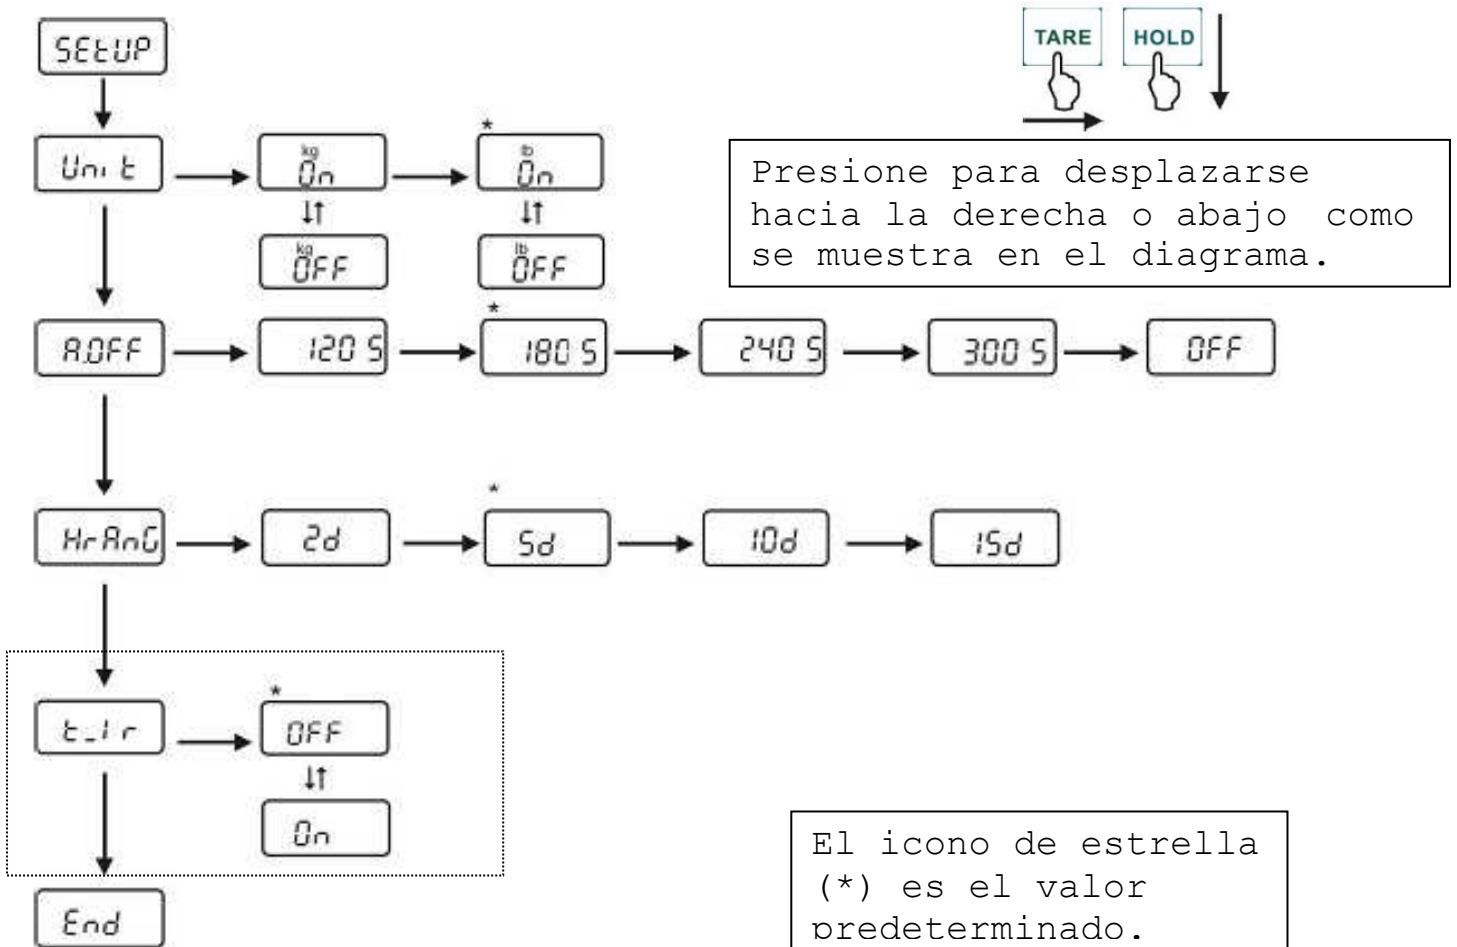 SEtUP
TARE HOLD
Presione para desplazarse
hacia la derecha o abajo como
se muestra en el diagrama.
*
Unit kg On lb On
kg OFF lb OFF
*
A.OFF 120 S 180 S 240 S 300 S OFF
*
HrAnG 2d 5d 10d 15d
*
t_Ir OFF
On
El icono de estrella
(*) es el valor
predeterminado.
End